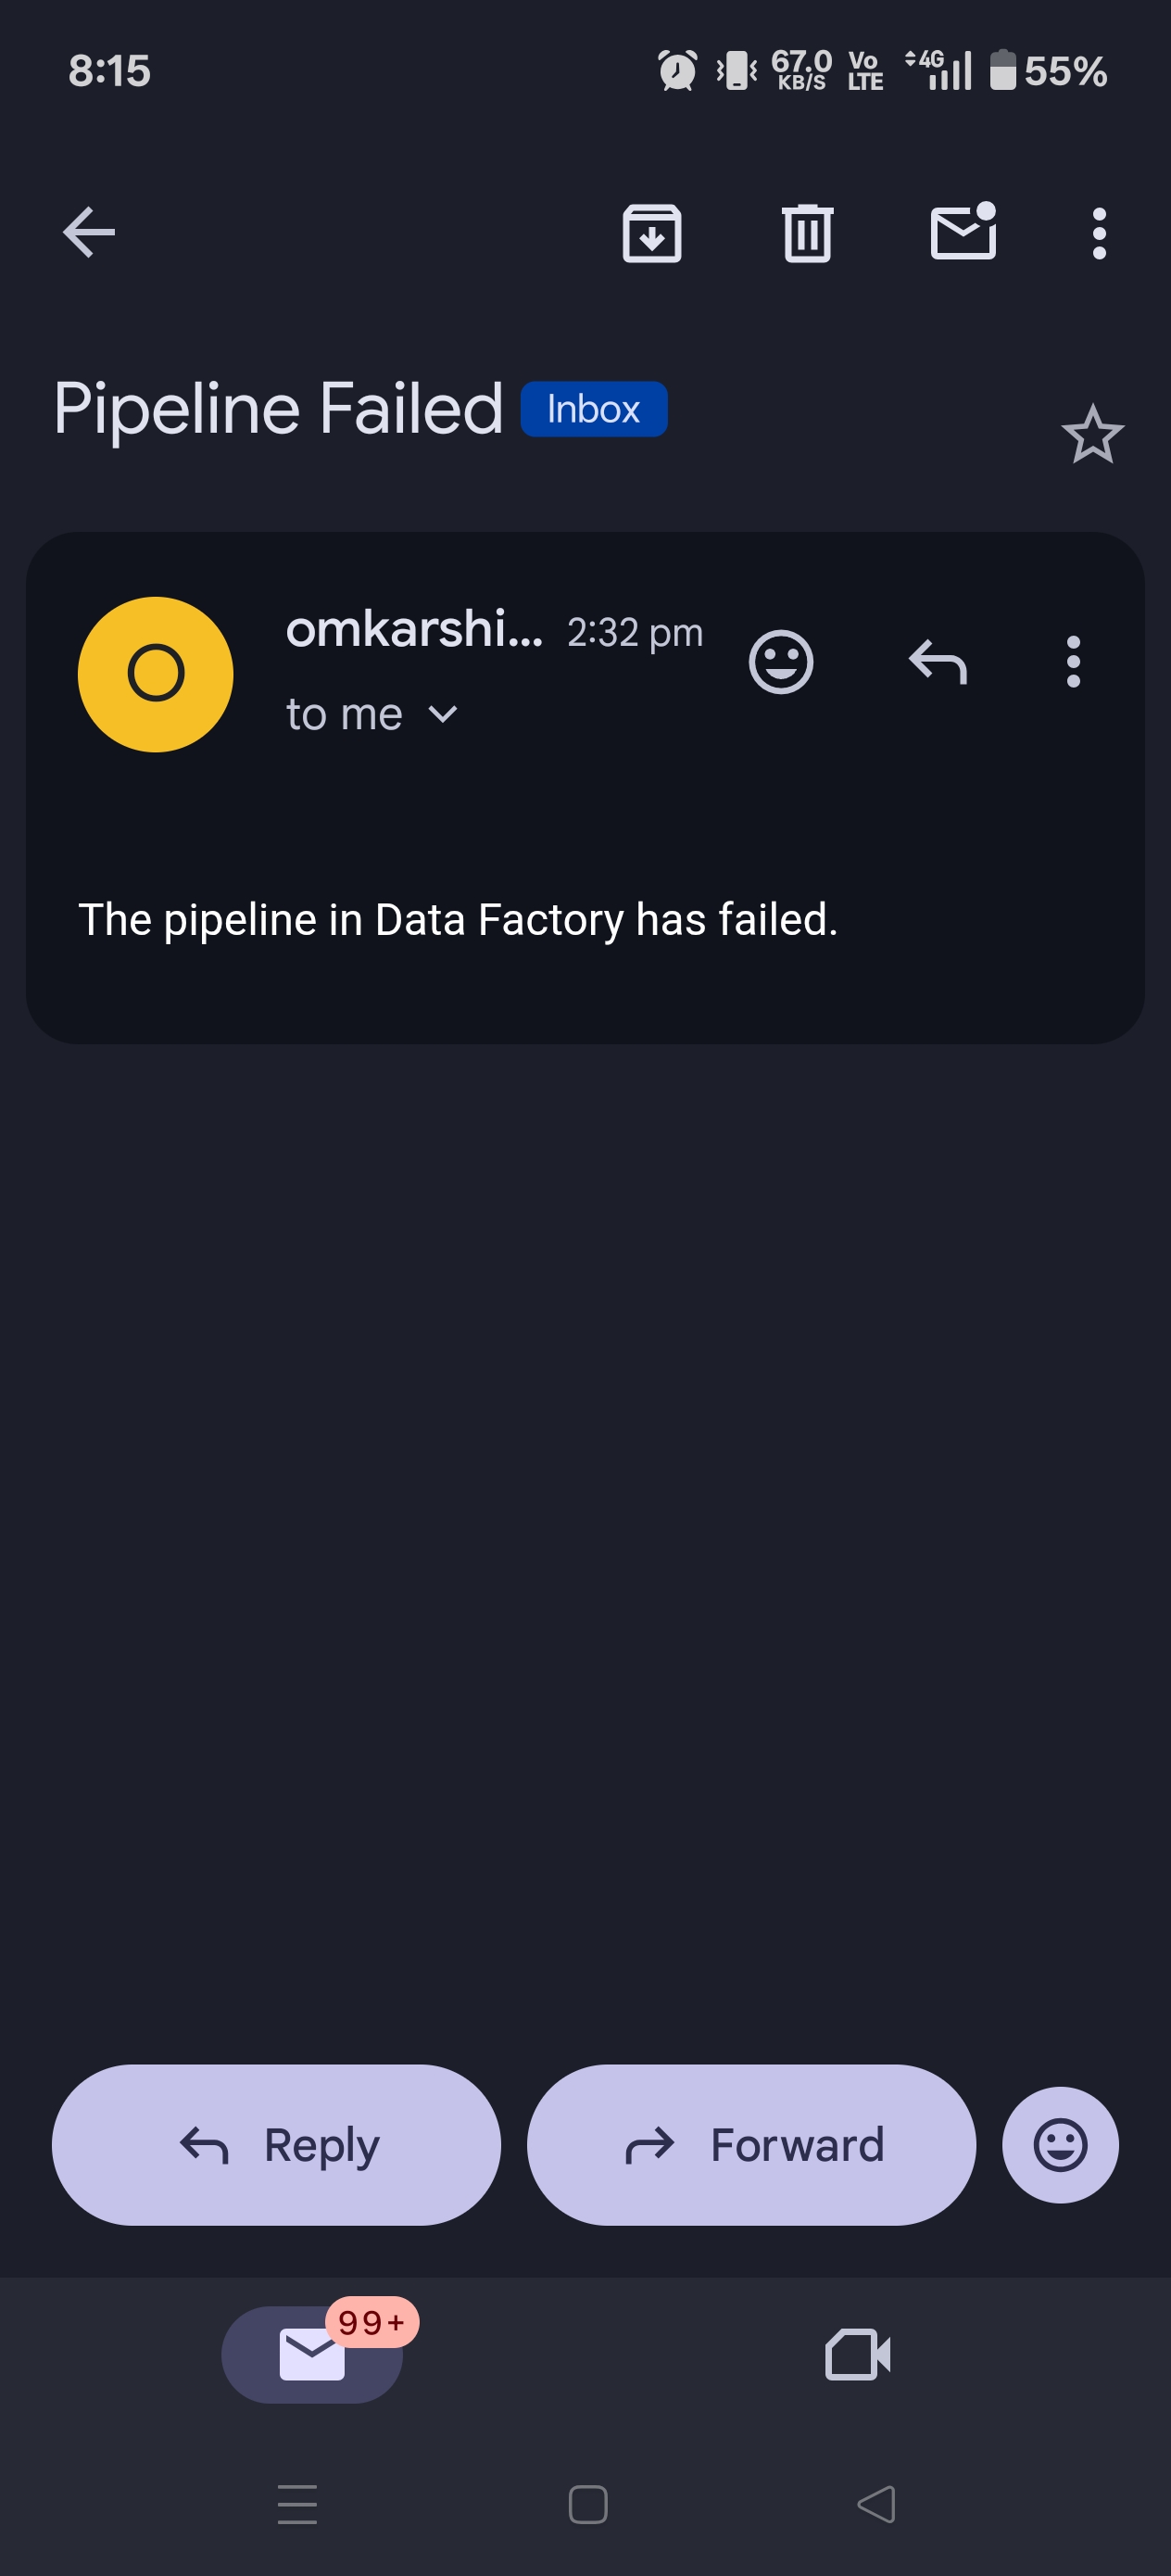 8:15 67.0 KB/S Vo LTE 4G 55%
Pipeline Failed Inbox
O
omkarshi... 2:32 pm
to me
The pipeline in Data Factory has failed.
Reply Forward
99+